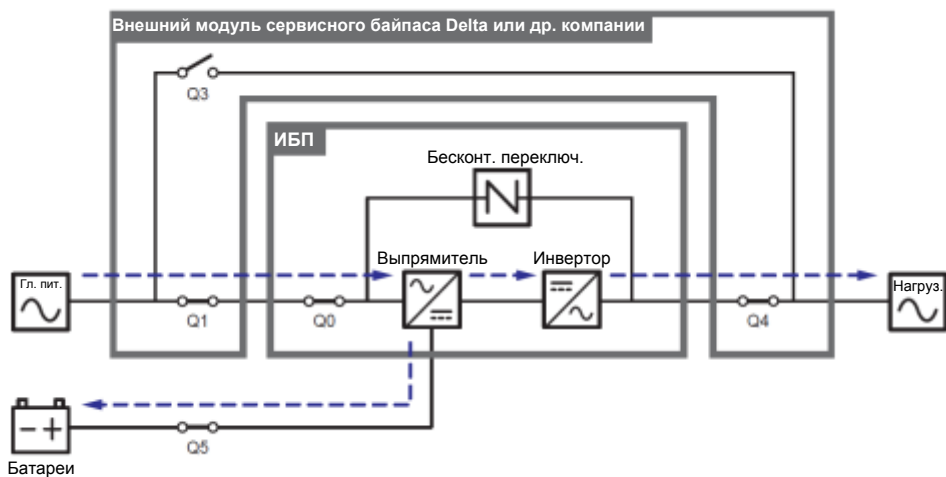 Внешний модуль сервисного байпаса Delta или др. компании
Q3
ИБП
Бесконт. переключ.
Выпрямитель
Инвертор
Гл. пит.
Нагруз.
Q1
Q0
Q4
Q5
Батареи